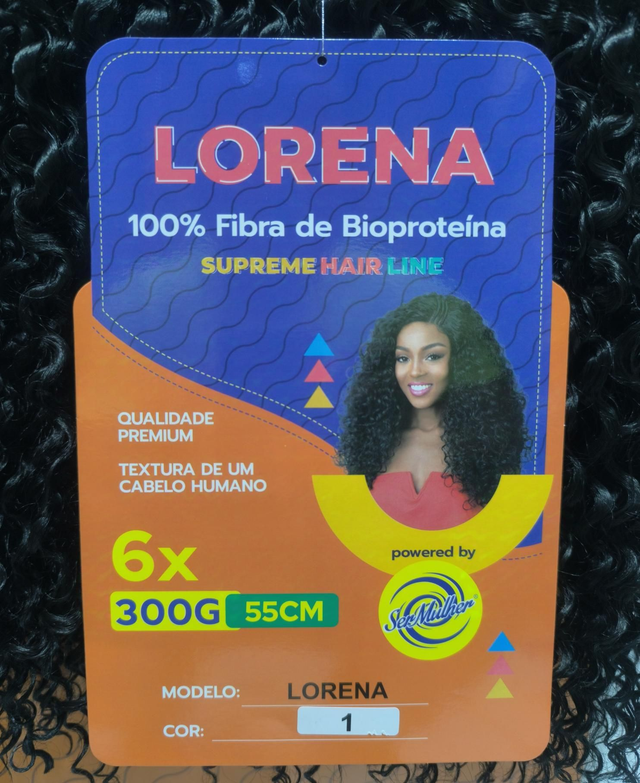 LORENA
100% Fibra de Bioproteína
SUPREME HAIR LINE
QUALIDADE
PREMIUM
TEXTURA DE UM
CABELO HUMANO
6x
300G 55CM
powered by
SerMulher
MODELO: LORENA
COR: 1